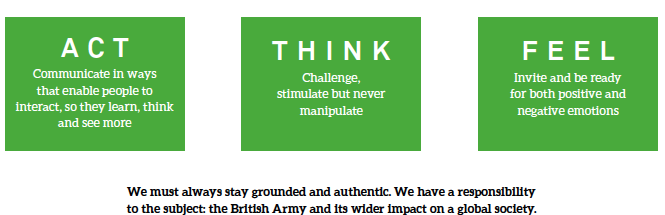 ACT
Communicate in ways
that enable people to
interact, so they learn, think
and see more
THINK
Challenge,
stimulate but never
manipulate
FEEL
Invite and be ready
for both positive and
negative emotions
We must always stay grounded and authentic. We have a responsibility
to the subject: the British Army and its wider impact on a global society.